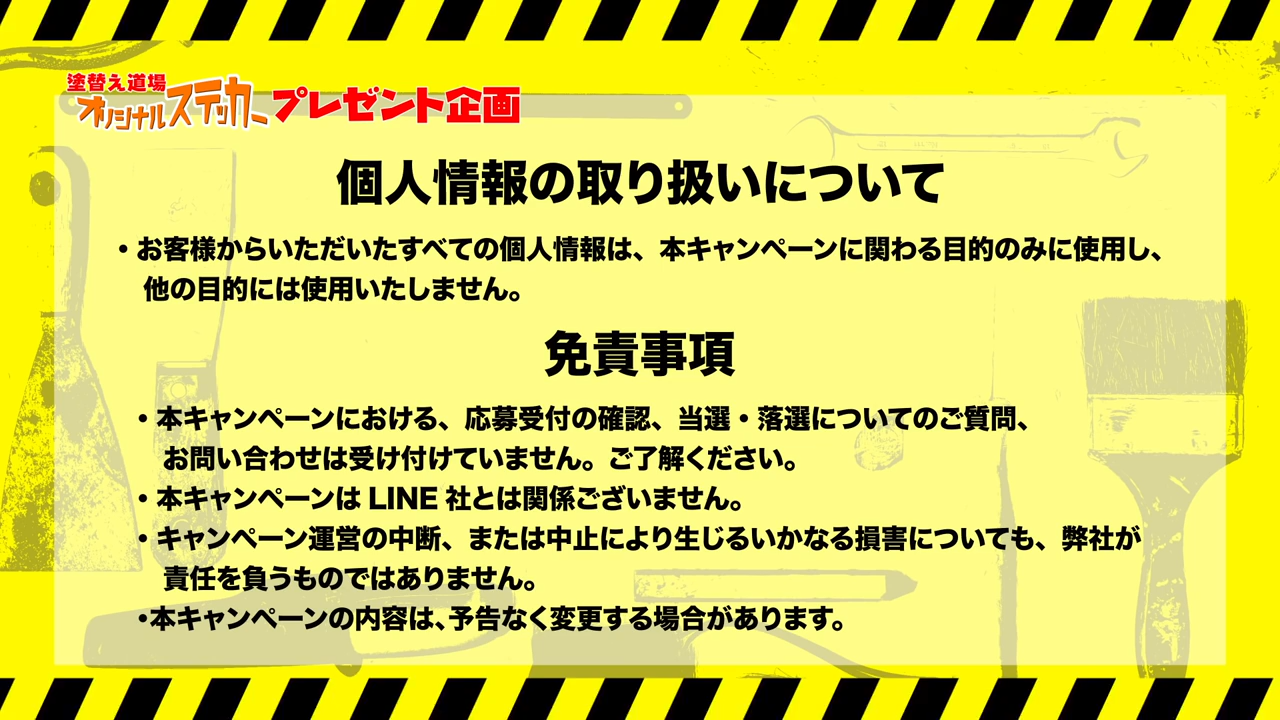 塗替え道場
オリジナルステッカープレゼント企画
個人情報の取り扱いについて
・お客様からいただいたすべての個人情報は、本キャンペーンに関わる目的のみに使用し、
他の目的には使用いたしません。
免責事項
・本キャンペーンにおける、応募受付の確認、当選・落選についてのご質問、
お問い合わせは受け付けていません。ご了解ください。
・本キャンペーンは LINE 社とは関係ございません。
・キャンペーン運営の中断、または中止により生じるいかなる損害についても、弊社が
責任を負うものではありません。
・本キャンペーンの内容は、予告なく変更する場合があります。